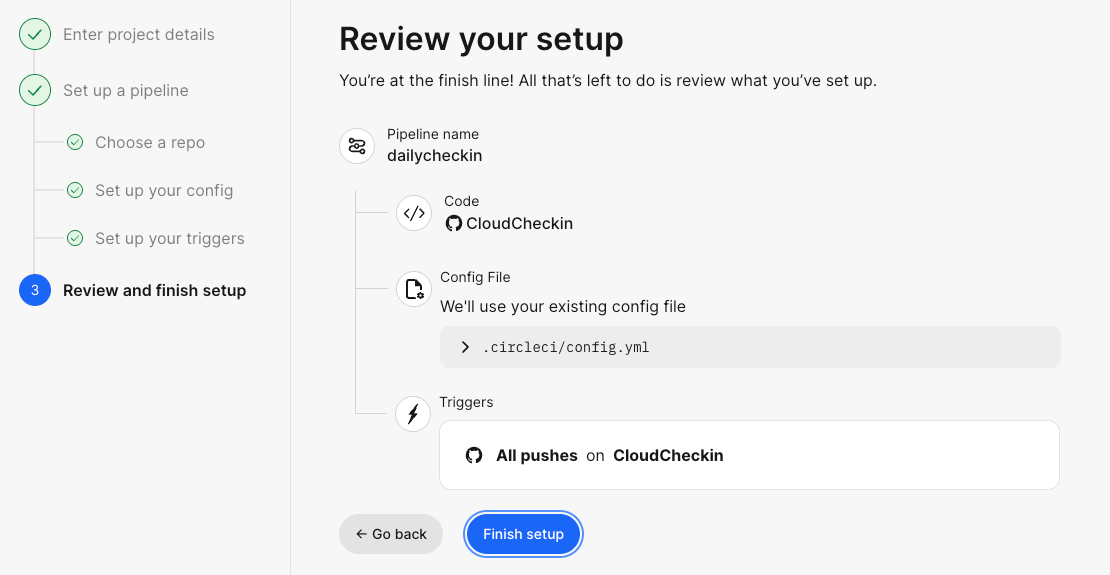 Enter project details
Set up a pipeline
Choose a repo
Set up your config
Set up your triggers
3 Review and finish setup
Review your setup
You’re at the finish line! All that’s left to do is review what you’ve set up.
Pipeline name
dailycheckin
Code
CloudCheckin
Config File
We'll use your existing config file
.circleci/config.yml
Triggers
All pushes on CloudCheckin
← Go back
Finish setup